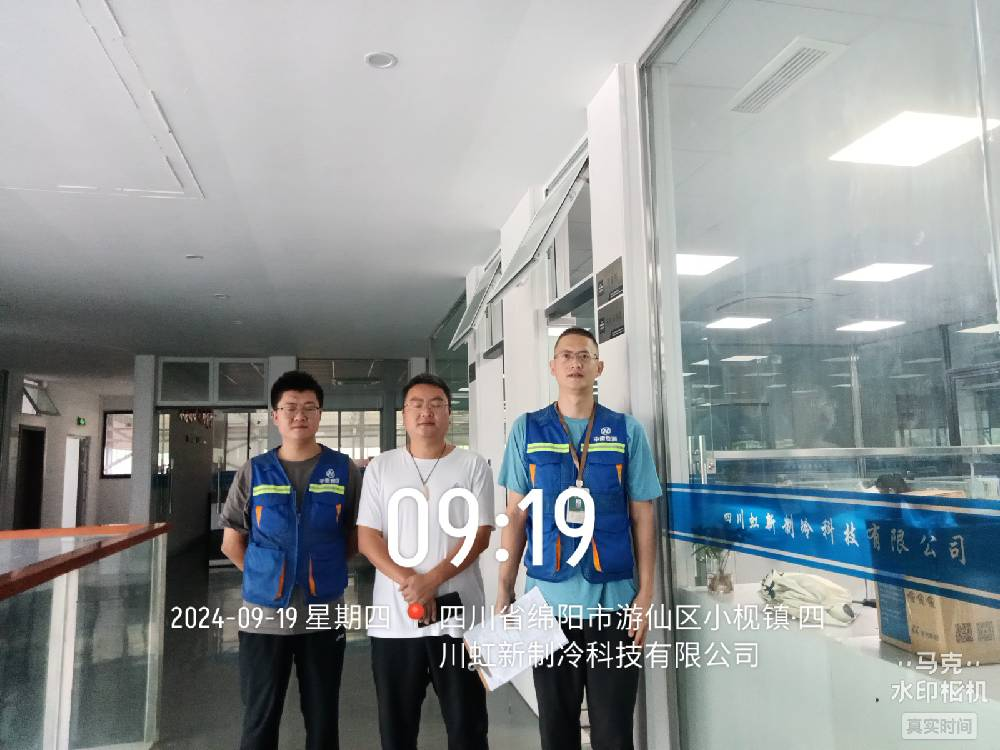 四川虹新制冷科技有限公司
09:19
2024-09-19 星期四
四川省绵阳市游仙区小枧镇·四
川虹新制冷科技有限公司
马克
水印相机
真实时间